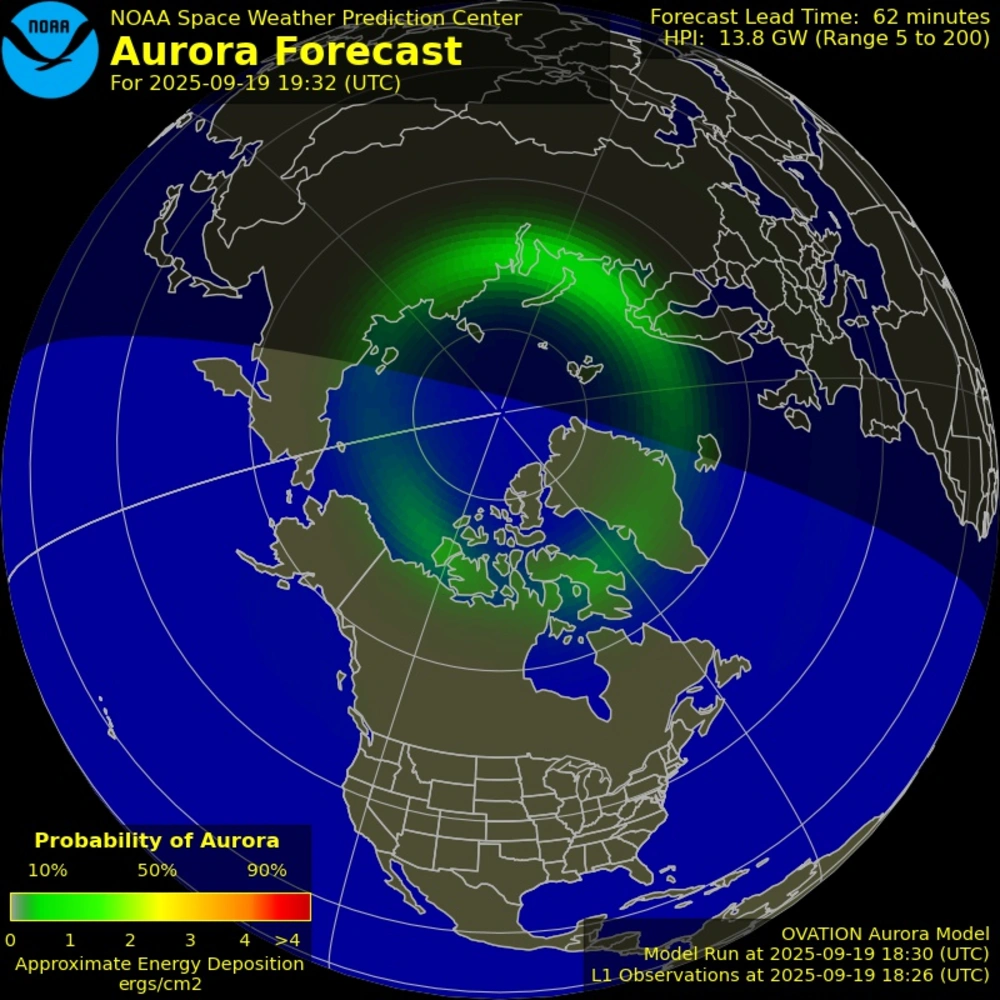 NOAA
NOAA Space Weather Prediction Center
Aurora Forecast
For 2025-09-19 19:32 (UTC)
Forecast Lead Time: 62 minutes
HPI: 13.8 GW (Range 5 to 200)
Probability of Aurora
10% 50% 90%
0 1 2 3 4 >4
Approximate Energy Deposition
ergs/cm2
OVATION Aurora Model
Model Run at 2025-09-19 18:30 (UTC)
L1 Observations at 2025-09-19 18:26 (UTC)